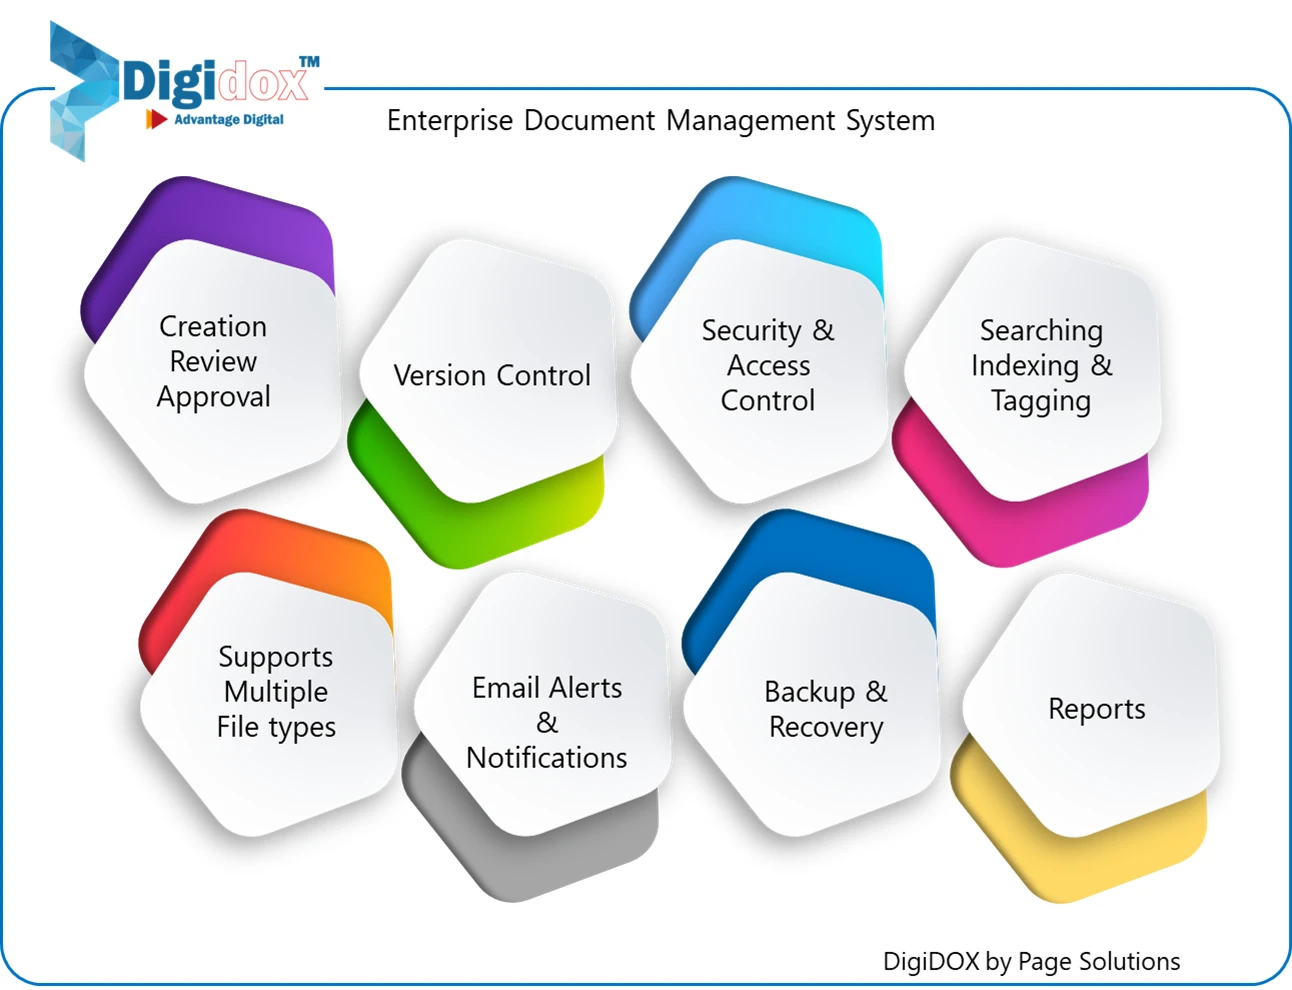 Digidox™
Advantage Digital
Enterprise Document Management System
Creation
Review
Approval
Version Control
Security &
Access
Control
Searching
Indexing &
Tagging
Supports
Multiple
File types
Email Alerts
&
Notifications
Backup &
Recovery
Reports
DigiDOX by Page Solutions